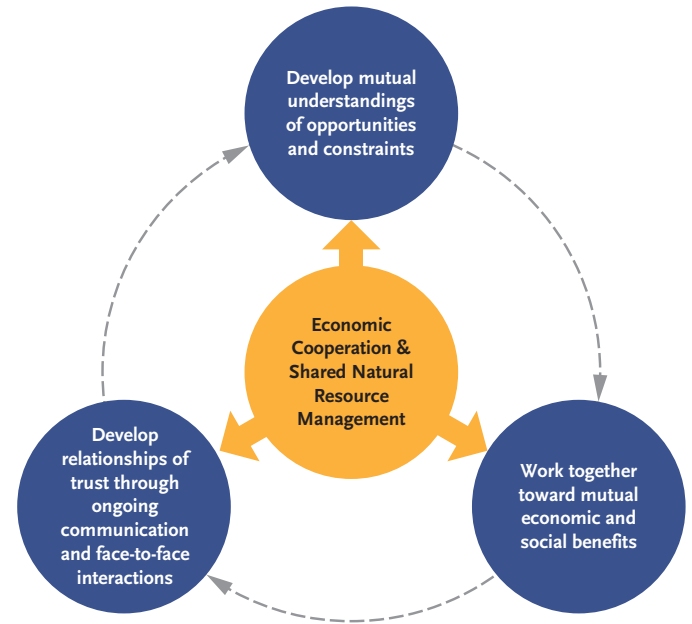 Develop mutual
understandings
of opportunities
and constraints
Economic
Cooperation &
Shared Natural
Resource
Management
Develop
relationships of
trust through
ongoing
communication
and face-to-face
interactions
Work together
toward mutual
economic and
social benefits